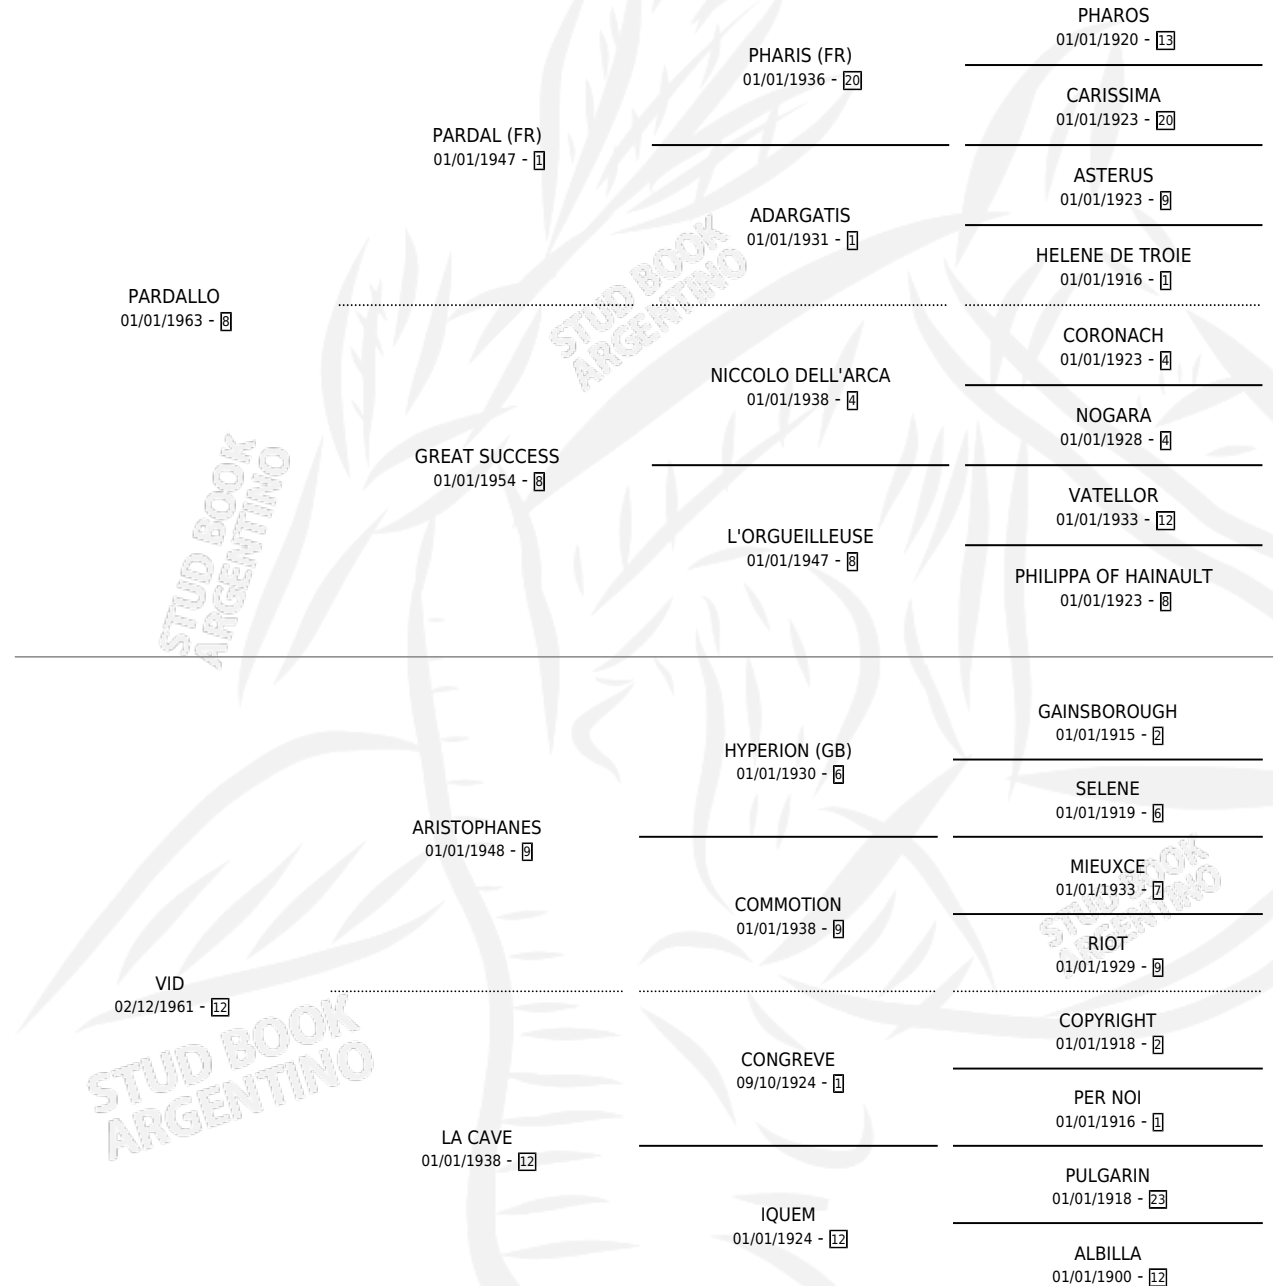 PHAROS
01/01/1920 - 13
PHARIS (FR)
01/01/1936 - 20
CARISSIMA
01/01/1923 - 20
PARDAL (FR)
01/01/1947 - 1
ASTERUS
01/01/1923 - 9
ADARGATIS
01/01/1931 - 1
HELENE DE TROIE
01/01/1916 - 1
PARDALLO
01/01/1963 - 8
STUD BOOK
ARGENTINO
CORONACH
01/01/1923 - 4
NICCOLO DELL'ARCA
01/01/1938 - 4
NOGARA
01/01/1928 - 4
GREAT SUCCESS
01/01/1954 - 8
VATELLOR
01/01/1933 - 12
L'ORGUEILLEUSE
01/01/1947 - 8
PHILIPPA OF HAINAULT
01/01/1923 - 8
STUD BOOK
ARGENTINO
GAINSBOROUGH
01/01/1915 - 2
HYPERION (GB)
01/01/1930 - 6
SELENE
01/01/1919 - 6
ARISTOPHANES
01/01/1948 - 9
MIEUXCE
01/01/1933 - 7
COMMOTION
01/01/1938 - 9
STUD BOOK
ARGENTINO
RIOT
01/01/1929 - 9
VID
02/12/1961 - 12
COPYRIGHT
01/01/1918 - 2
CONGREVE
09/10/1924 - 1
STUD BOOK
ARGENTINO
PER NOI
01/01/1916 - 1
LA CAVE
01/01/1938 - 12
PULGARIN
01/01/1918 - 23
IQUEM
01/01/1924 - 12
ALBILLA
01/01/1900 - 12